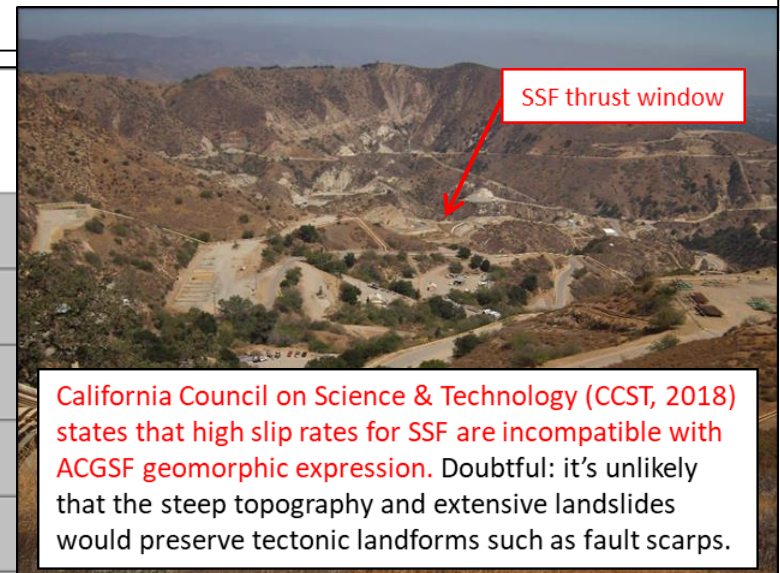 SSF thrust window
California Council on Science & Technology (CCST, 2018)
states that high slip rates for SSF are incompatible with
ACGSF geomorphic expression. Doubtful: it's unlikely
that the steep topography and extensive landslides
would preserve tectonic landforms such as fault scarps.